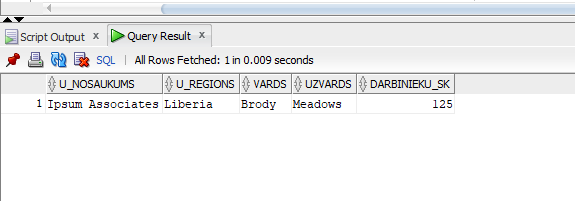 Script Output x Query Result x
SQL | All Rows Fetched: 1 in 0.009 seconds
U_NOSAUKUMS U_REGIONS VARDS UZVARDS DARBINIEKU_SK
1 Ipsum Associates Liberia Brody Meadows 125